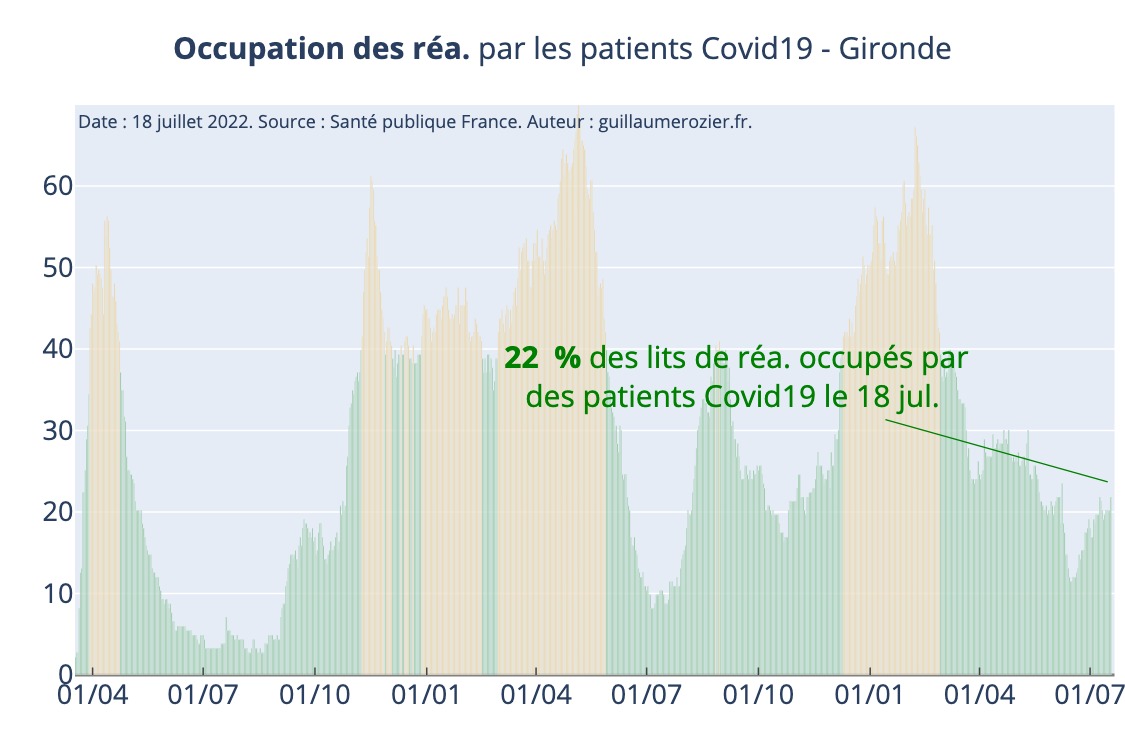 Occupation des réa. par les patients Covid19 - Gironde
Date : 18 juillet 2022. Source : Santé publique France. Auteur : guillaumerozier.fr.
60
50
40
22  % des lits de réa. occupés par
des patients Covid19 le 18 jul.
30
20
10
0
01/04 01/07 01/10 01/01 01/04 01/07 01/10 01/01 01/04 01/07